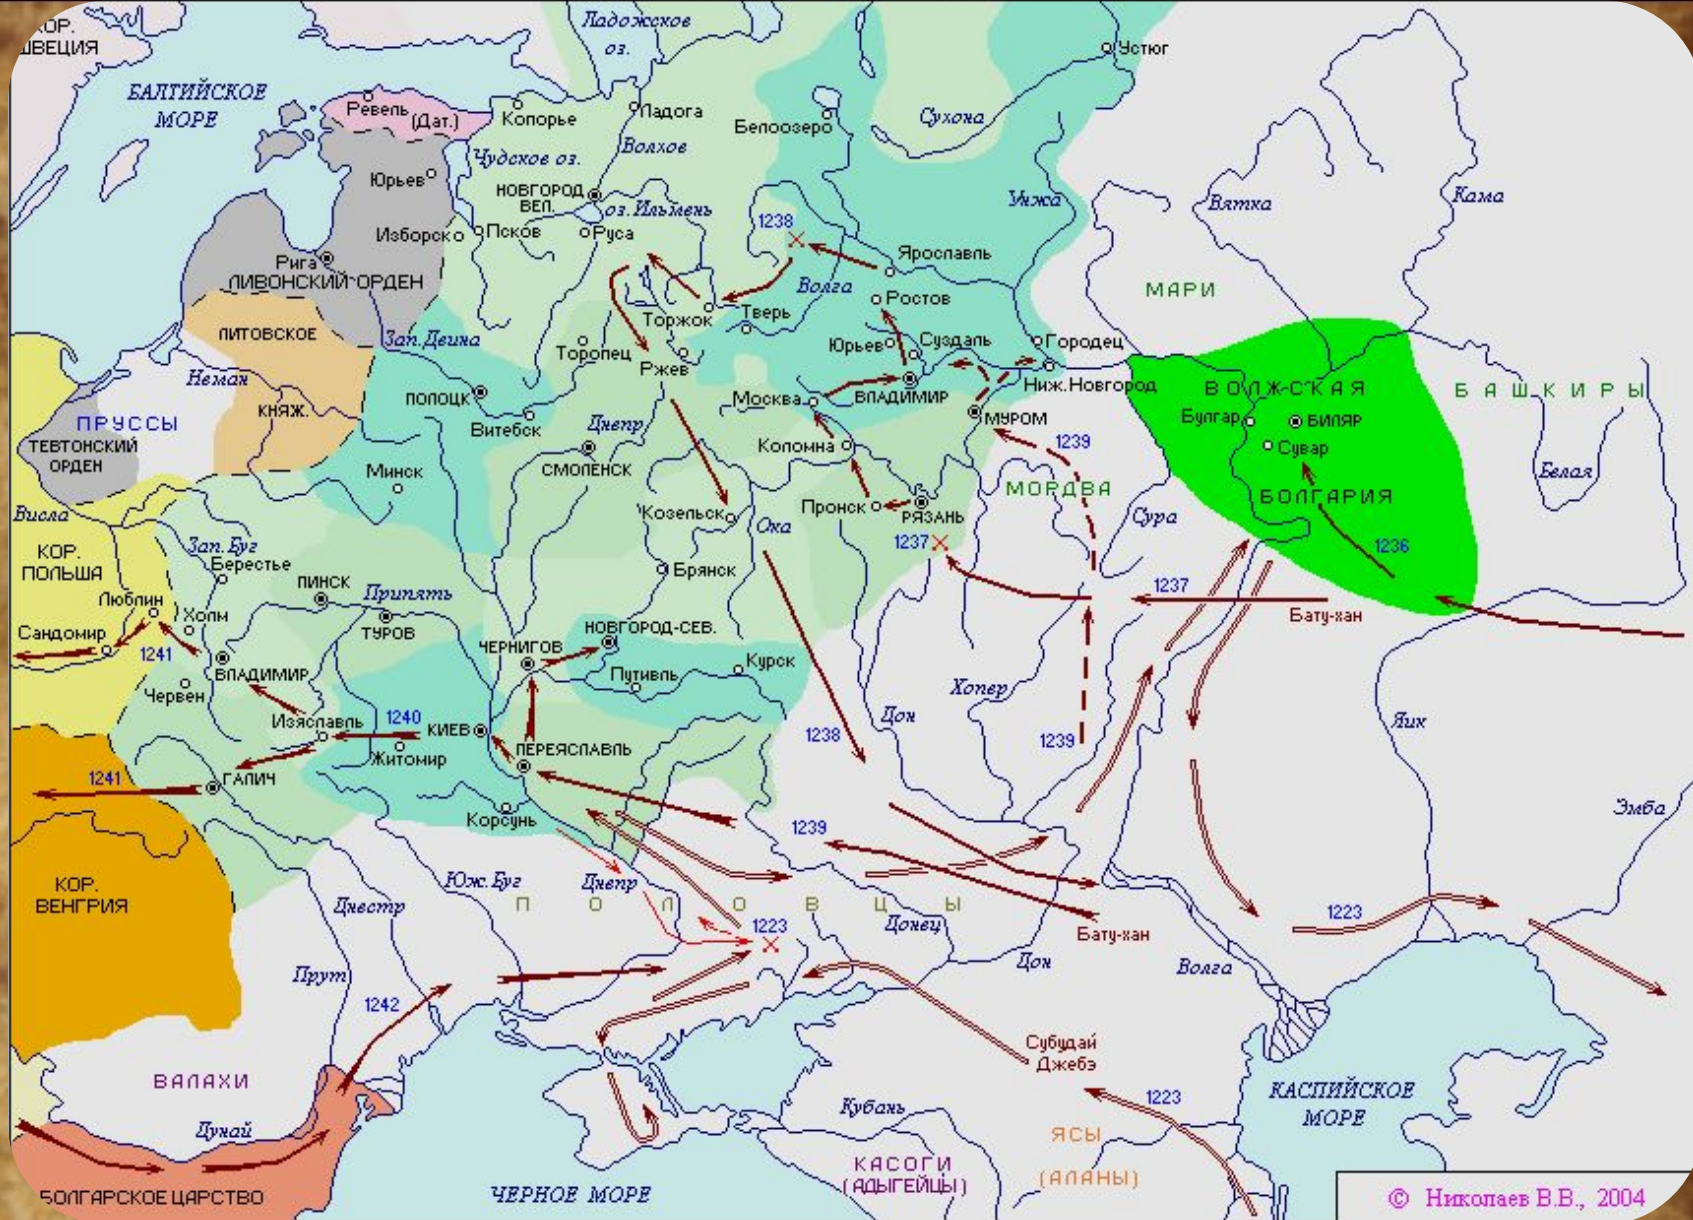 КОР.
ШВЕЦИЯ
БАЛТИЙСКОЕ
МОРЕ
Ладожское
оз.
Устюг
Ревель
(Дат.)
Копорье
Ладога
Белоозеро
Сухона
Чудское оз.
Волхов
Юрьев
НОВГОРОД
ВЕЛ.
оз. Ильмень
Унжа
Вятка
Кама
Изборск
Псков
Руса
1238
Ярославль
Рига
ЛИВОНСКИЙ ОРДЕН
Волга
Ростов
МАРИ
ЛИТОВСКОЕ
КНЯЖ.
Зап. Двина
Торопец
Торжок
Тверь
Юрьев
Суздаль
Городец
Ржев
Неман
ПРУССЫ
ТЕВТОНСКИЙ
ОРДЕН
ПОЛОЦК
Витебск
Днепр
Москва
ВЛАДИМИР
Ниж.Новгород
МУРОМ
ВОЛЖСКАЯ
БОЛГАРИЯ
Булгар
БИЛЯР
Сувар
БАШКИРЫ
Белая
Минск
СМОЛЕНСК
Коломна
1239
МОРДВА
Висла
Козельск
Ока
Пронск
РЯЗАНЬ
1237
Сура
1236
КОР.
ПОЛЬША
Зап. Буг
Берестье
ПИНСК
Припять
ТУРОВ
Брянск
1237
Бату-хан
Люблин
Холм
Сандомир
1241
ВЛАДИМИР
Червен
ЧЕРНИГОВ
НОВГОРОД-СЕВ.
Путивль
Курск
Хопер
Дон
1238
1239
Яик
Изяславль
1240
КИЕВ
Житомир
ПЕРЕЯСЛАВЛЬ
1241
ГАЛИЧ
Корсунь
1239
Эмба
КОР.
ВЕНГРИЯ
Юж. Буг
Днепр
ПОЛОВЦЫ
Днестр
1223
Донец
Бату-хан
1223
Прут
1242
Дон
Волга
Субудай
Джебэ
ВАЛАХИ
Дунай
Кубань
1223
КАСПИЙСКОЕ
МОРЕ
ЯСЫ
(АЛАНЫ)
КАСОГИ
(АДЫГЕЙЦЫ)
БОЛГАРСКОЕ ЦАРСТВО
ЧЕРНОЕ МОРЕ
© Николаев В.В., 2004